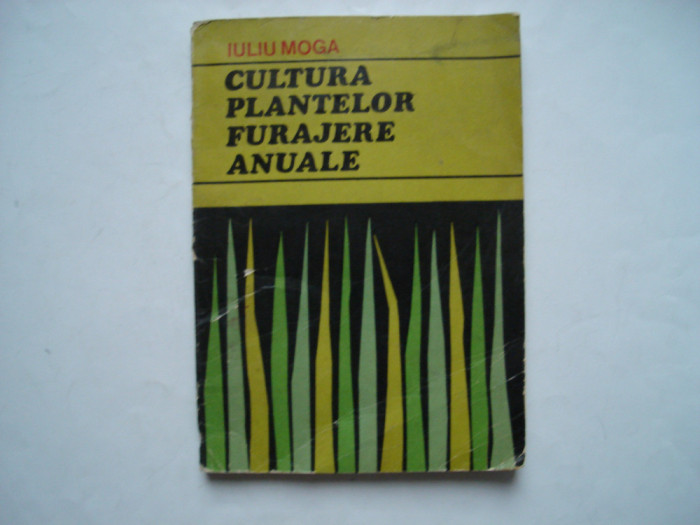 IULIU MOGA
CULTURA
PLANTELOR
FURAJERE
ANUALE